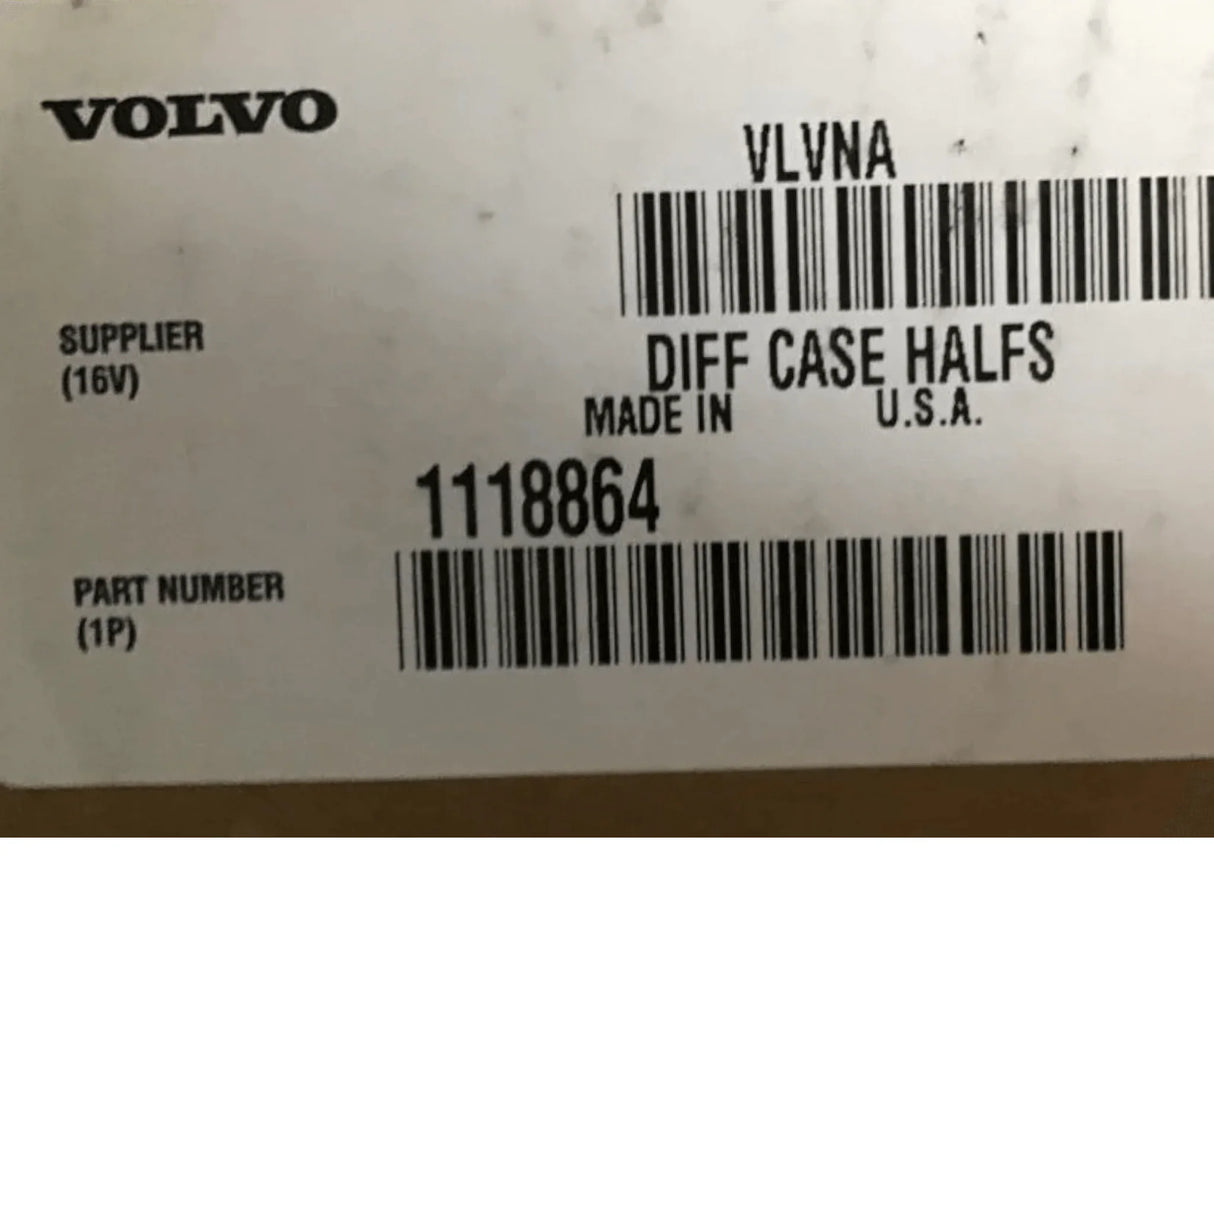 VOLVO
VLVNA
SUPPLIER
(16V)
DIFF CASE HALFS
MADE IN U.S.A.
1118864
PART NUMBER
(1P)